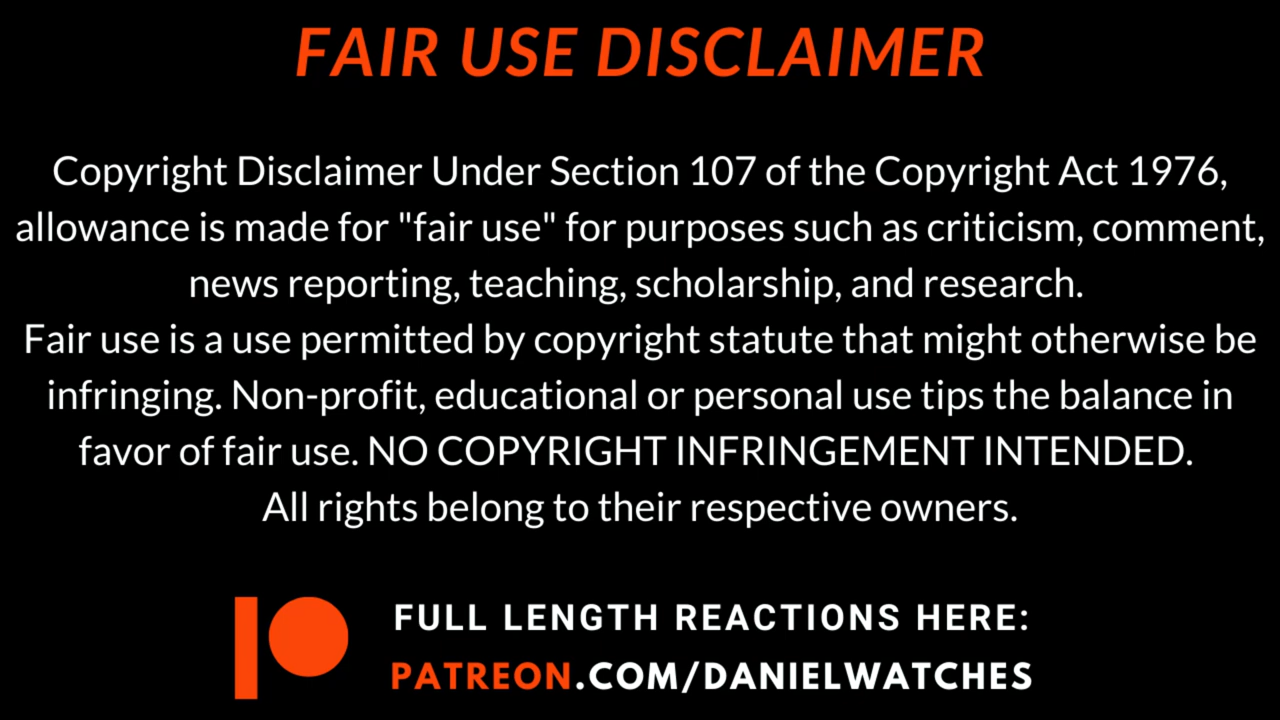 FAIR USE DISCLAIMER
Copyright Disclaimer Under Section 107 of the Copyright Act 1976,
allowance is made for "fair use" for purposes such as criticism, comment,
news reporting, teaching, scholarship, and research.
Fair use is a use permitted by copyright statute that might otherwise be
infringing. Non-profit, educational or personal use tips the balance in
favor of fair use. NO COPYRIGHT INFRINGEMENT INTENDED.
All rights belong to their respective owners.
FULL LENGTH REACTIONS HERE:
PATREON.COM/DANIELWATCHES